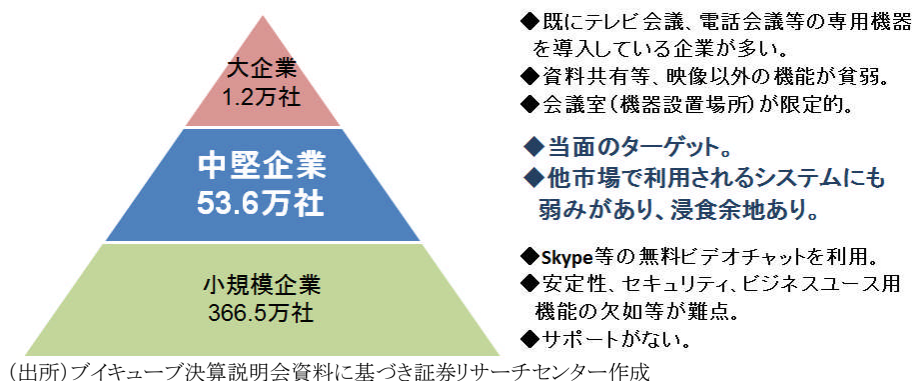 大企業
1.2万社
◆既にテレビ会議、電話会議等の専用機器
を導入している企業が多い。
◆資料共有等、映像以外の機能が貧弱。
◆会議室(機器設置場所)が限定的。
中堅企業
53.6万社
◆当面のターゲット。
◆他市場で利用されるシステムにも
弱みがあり、浸食余地あり。
小規模企業
366.5万社
◆Skype等の無料ビデオチャットを利用。
◆安定性、セキュリティ、ビジネスユース用
機能の欠如等が難点。
◆サポートがない。
(出所)ブイキューブ決算説明会資料に基づき証券リサーチセンター作成